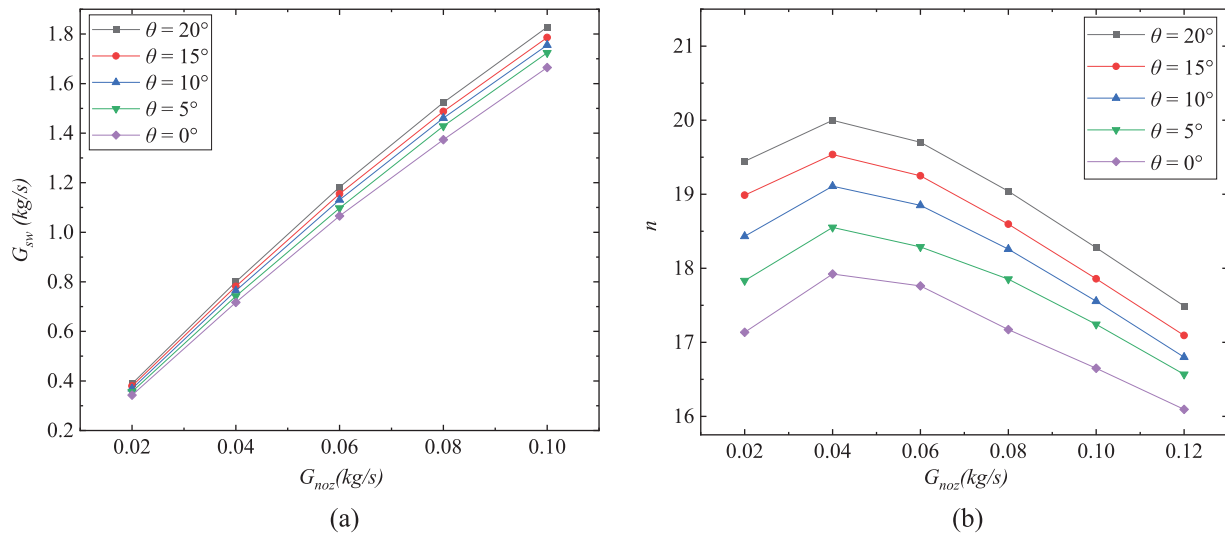 θ = 20°
θ = 15°
θ = 10°
θ = 5°
θ = 0°
1.8
1.6
1.4
1.2
1.0
0.8
0.6
0.4
0.2
G_sw (kg/s)
0.02 0.04 0.06 0.08 0.10
G_noz(kg/s)
(a)
θ = 20°
θ = 15°
θ = 10°
θ = 5°
θ = 0°
21
20
19
18
17
16
n
0.02 0.04 0.06 0.08 0.10 0.12
G_noz(kg/s)
(b)